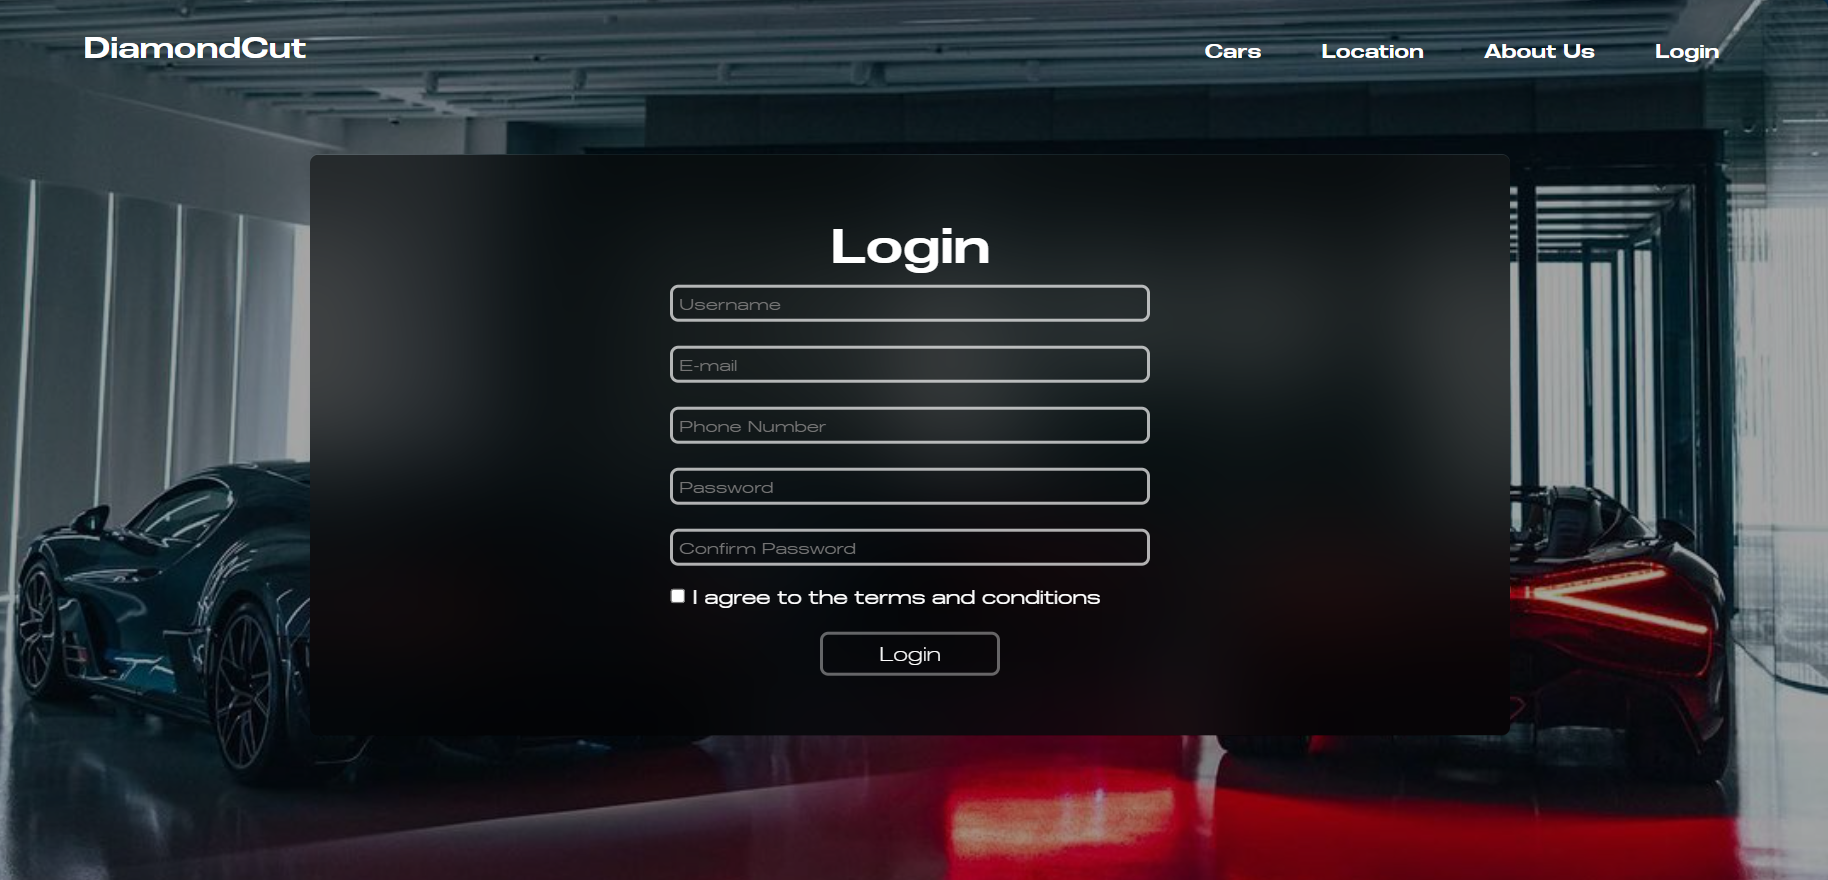 DiamondCut
Cars Location About Us Login
Login
Username
E-mail
Phone Number
Password
Confirm Password
I agree to the terms and conditions
Login